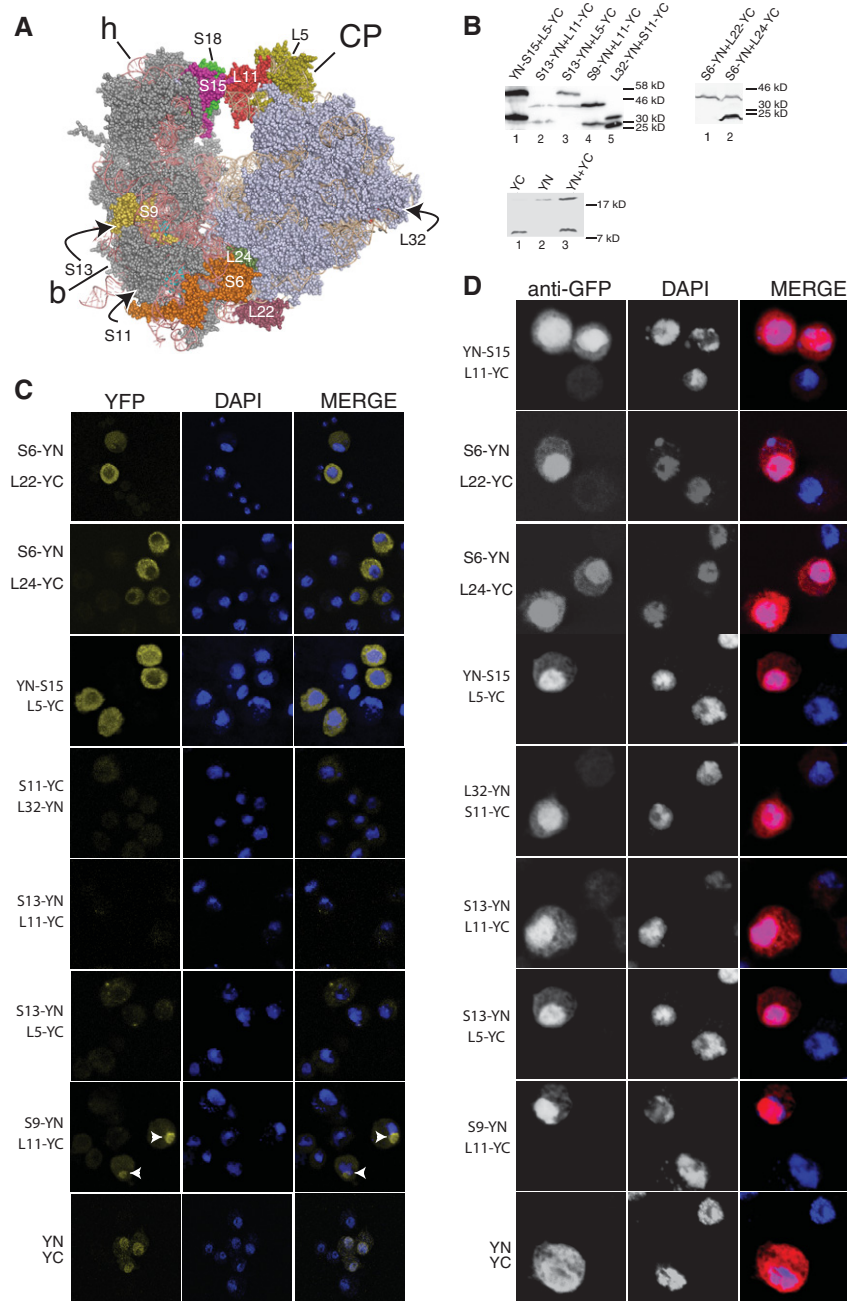 A
h
S18
L5
CP
S15
L11
S9
L32
S13
L24
S6
b
S11
L22
B
YN-S15+L5-YC
S13-YN+L11-YC
S13-YN+L5-YC
S9-YN+L11-YC
L32-YN+S11-YC
58 kD
46 kD
30 kD
25 kD
1 2 3 4 5
S6-YN+L22-YC
S6-YN+L24-YC
46 kD
30 kD
25 kD
1 2
YC
YN
YN+YC
17 kD
7 kD
1 2 3
C
YFP DAPI MERGE
S6-YN
L22-YC
S6-YN
L24-YC
YN-S15
L5-YC
S11-YC
L32-YN
S13-YN
L11-YC
S13-YN
L5-YC
S9-YN
L11-YC
YN
YC
D
anti-GFP DAPI MERGE
YN-S15
L11-YC
S6-YN
L22-YC
S6-YN
L24-YC
YN-S15
L5-YC
L32-YN
S11-YC
S13-YN
L11-YC
S13-YN
L5-YC
S9-YN
L11-YC
YN
YC